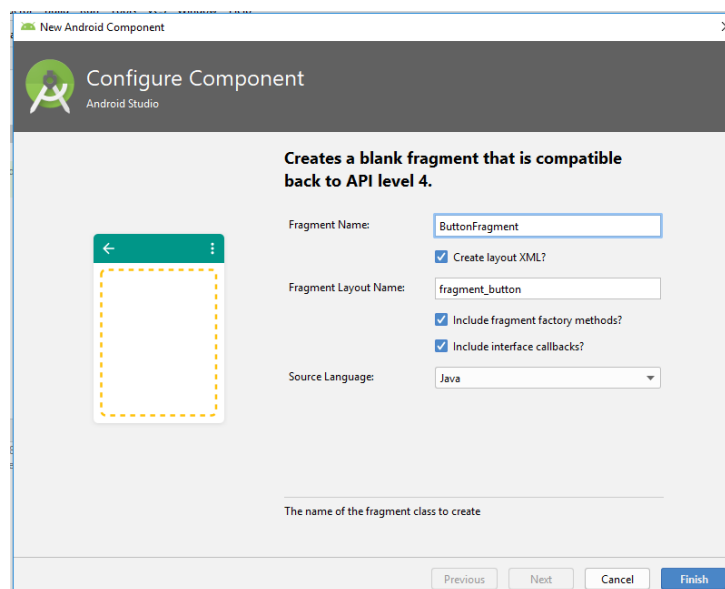 New Android Component
Configure Component
Android Studio
Creates a blank fragment that is compatible
back to API level 4.
Fragment Name:
ButtonFragment
Create layout XML?
Fragment Layout Name:
fragment_button
Include fragment factory methods?
Include interface callbacks?
Source Language:
Java
The name of the fragment class to create
Previous
Next
Cancel
Finish